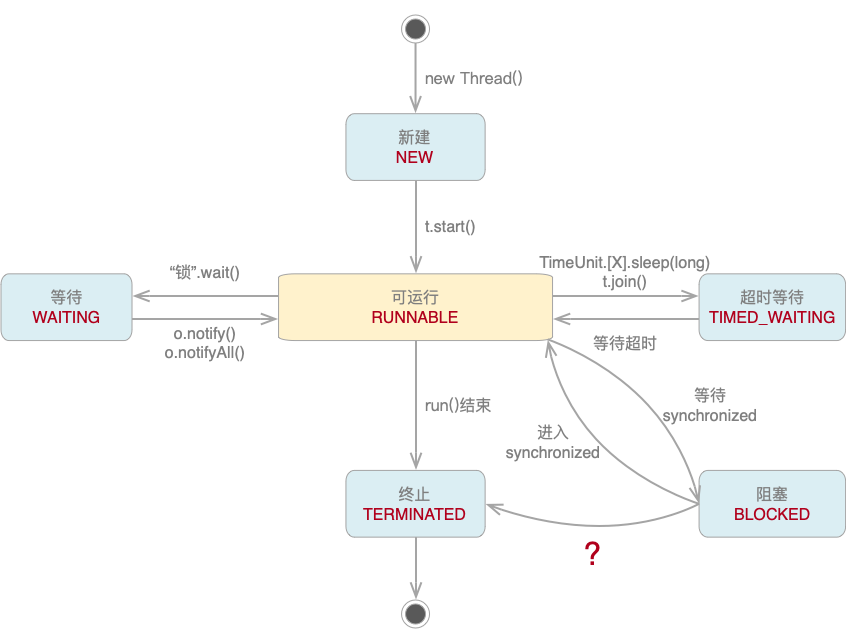 new Thread()
新建
NEW
t.start()
“锁”.wait()
TimeUnit.[X].sleep(long)
t.join()
等待
WAITING
可运行
RUNNABLE
超时等待
TIMED_WAITING
o.notify()
o.notifyAll()
等待超时
等待
synchronized
run()结束
进入
synchronized
终止
TERMINATED
阻塞
BLOCKED
?